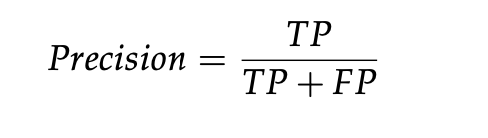 Precision = TP / TP + FP